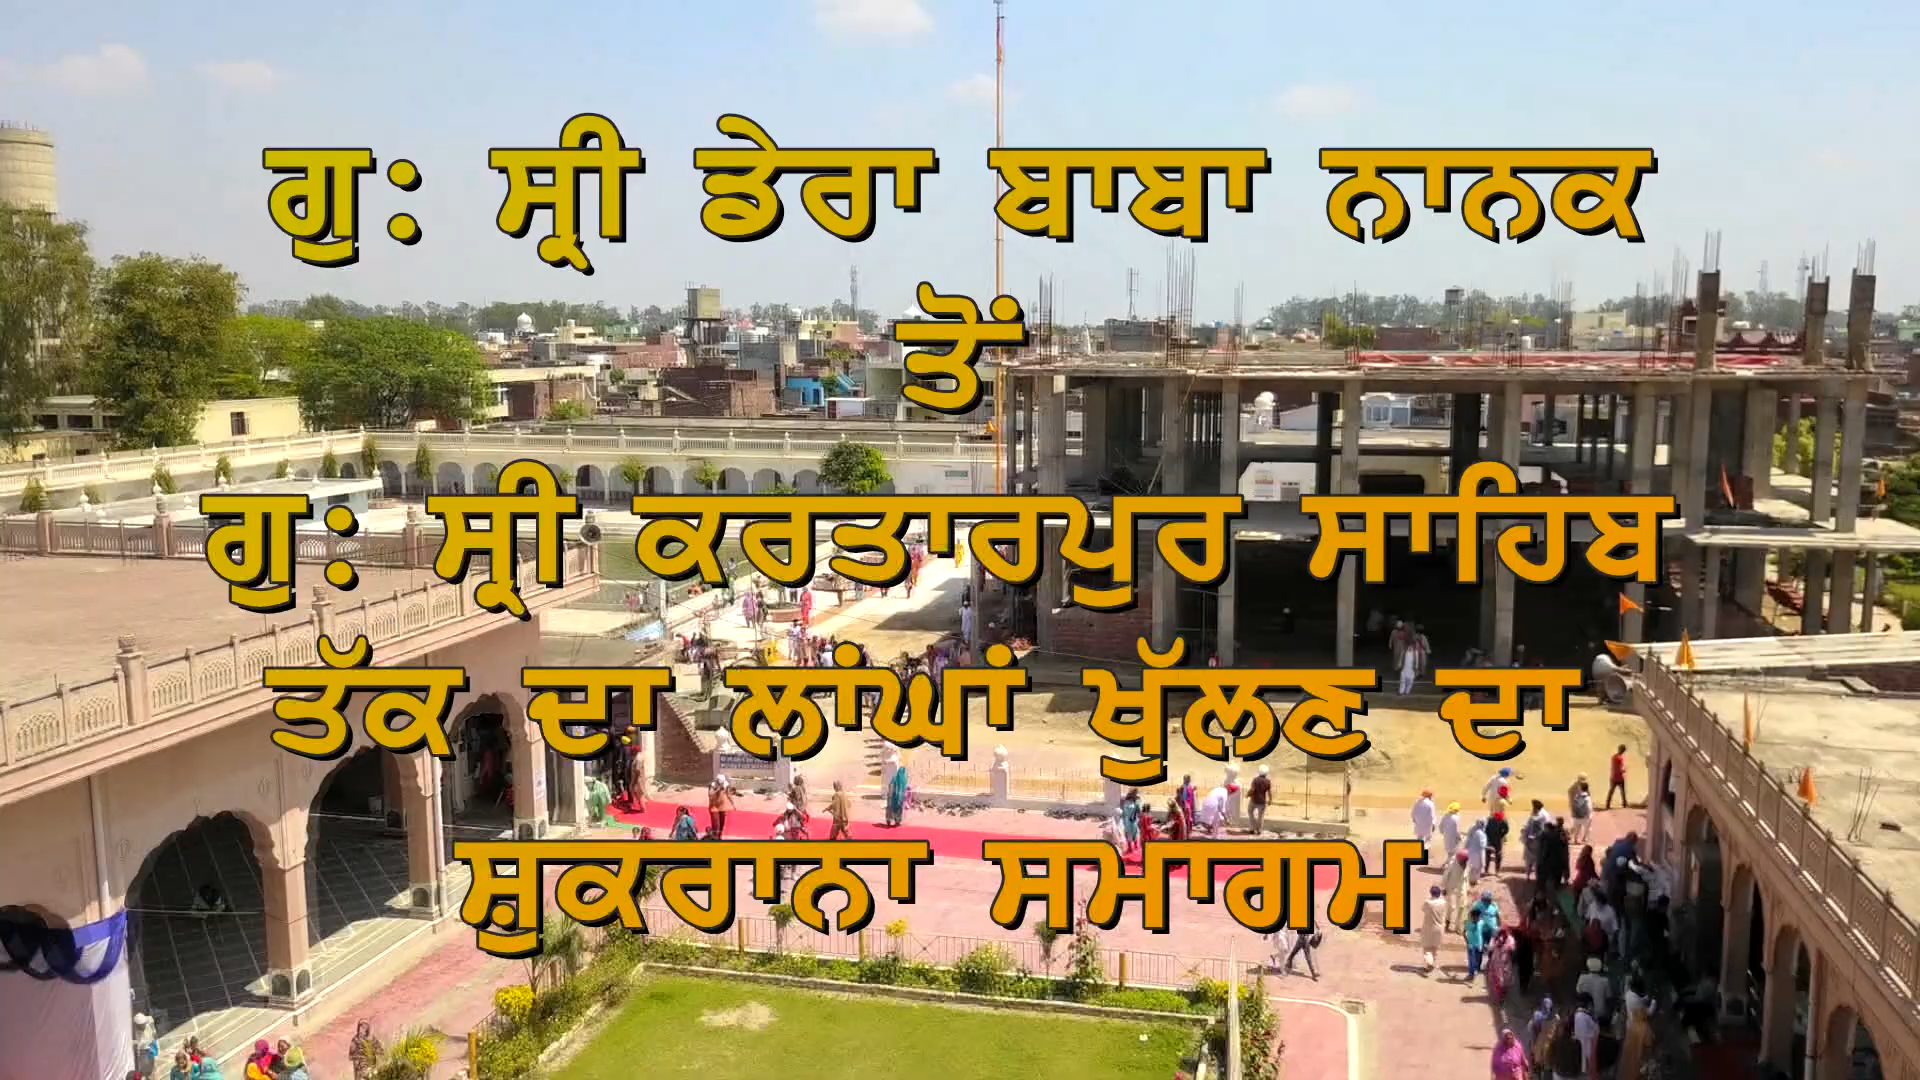 ਗੁ: ਸ੍ਰੀ ਡੇਰਾ ਬਾਬਾ ਨਾਨਕ
ਤੋਂ
ਗੁ: ਸ੍ਰੀ ਕਰਤਾਰਪੁਰ ਸਾਹਿਬ
ਤੱਕ ਦਾ ਲਾਂਘਾਂ ਖੁੱਲਣ ਦਾ
ਸ਼ੁਕਰਾਨਾ ਸਮਾਗਮ